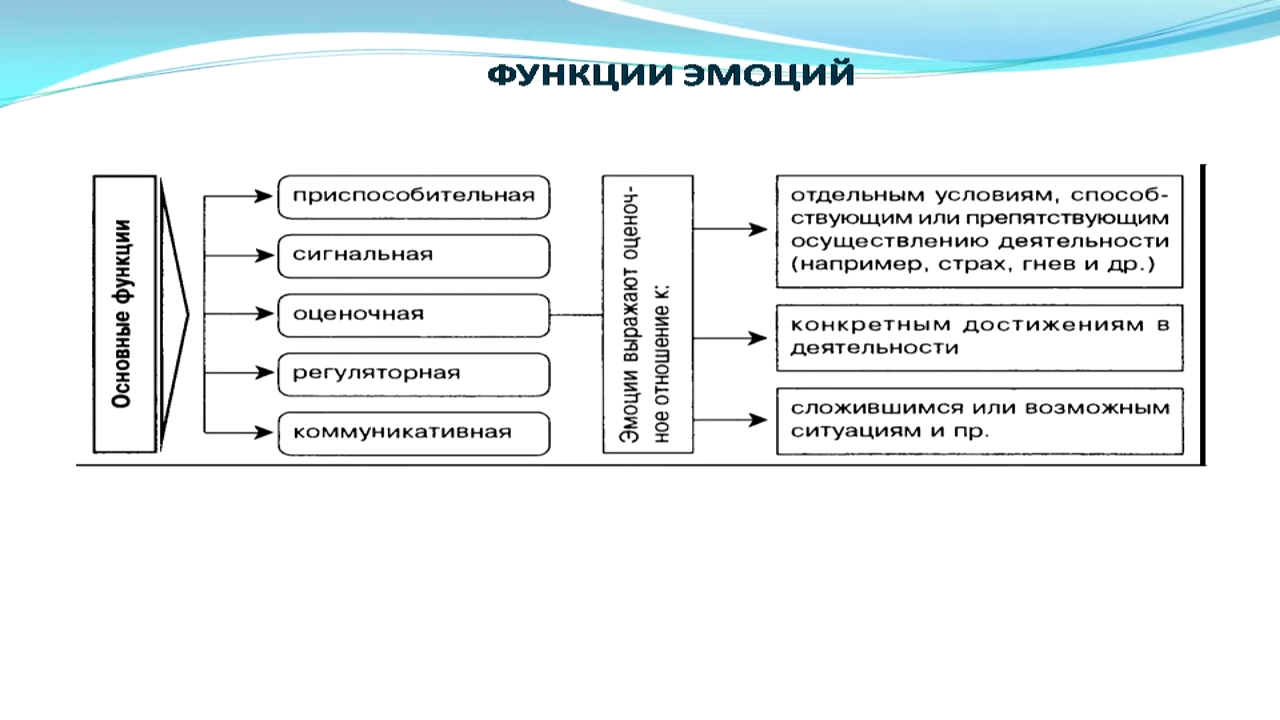 ФУНКЦИИ ЭМОЦИЙ
Основные функции
приспособительная
сигнальная
оценочная
регуляторная
коммуникативная
Эмоции выражают оценоч-
ное отношение к:
отдельным условиям, способ-
ствующим или препятствующим
осуществлению деятельности
(например, страх, гнев и др.)
конкретным достижениям в
деятельности
сложившимся или возможным
ситуациям и пр.